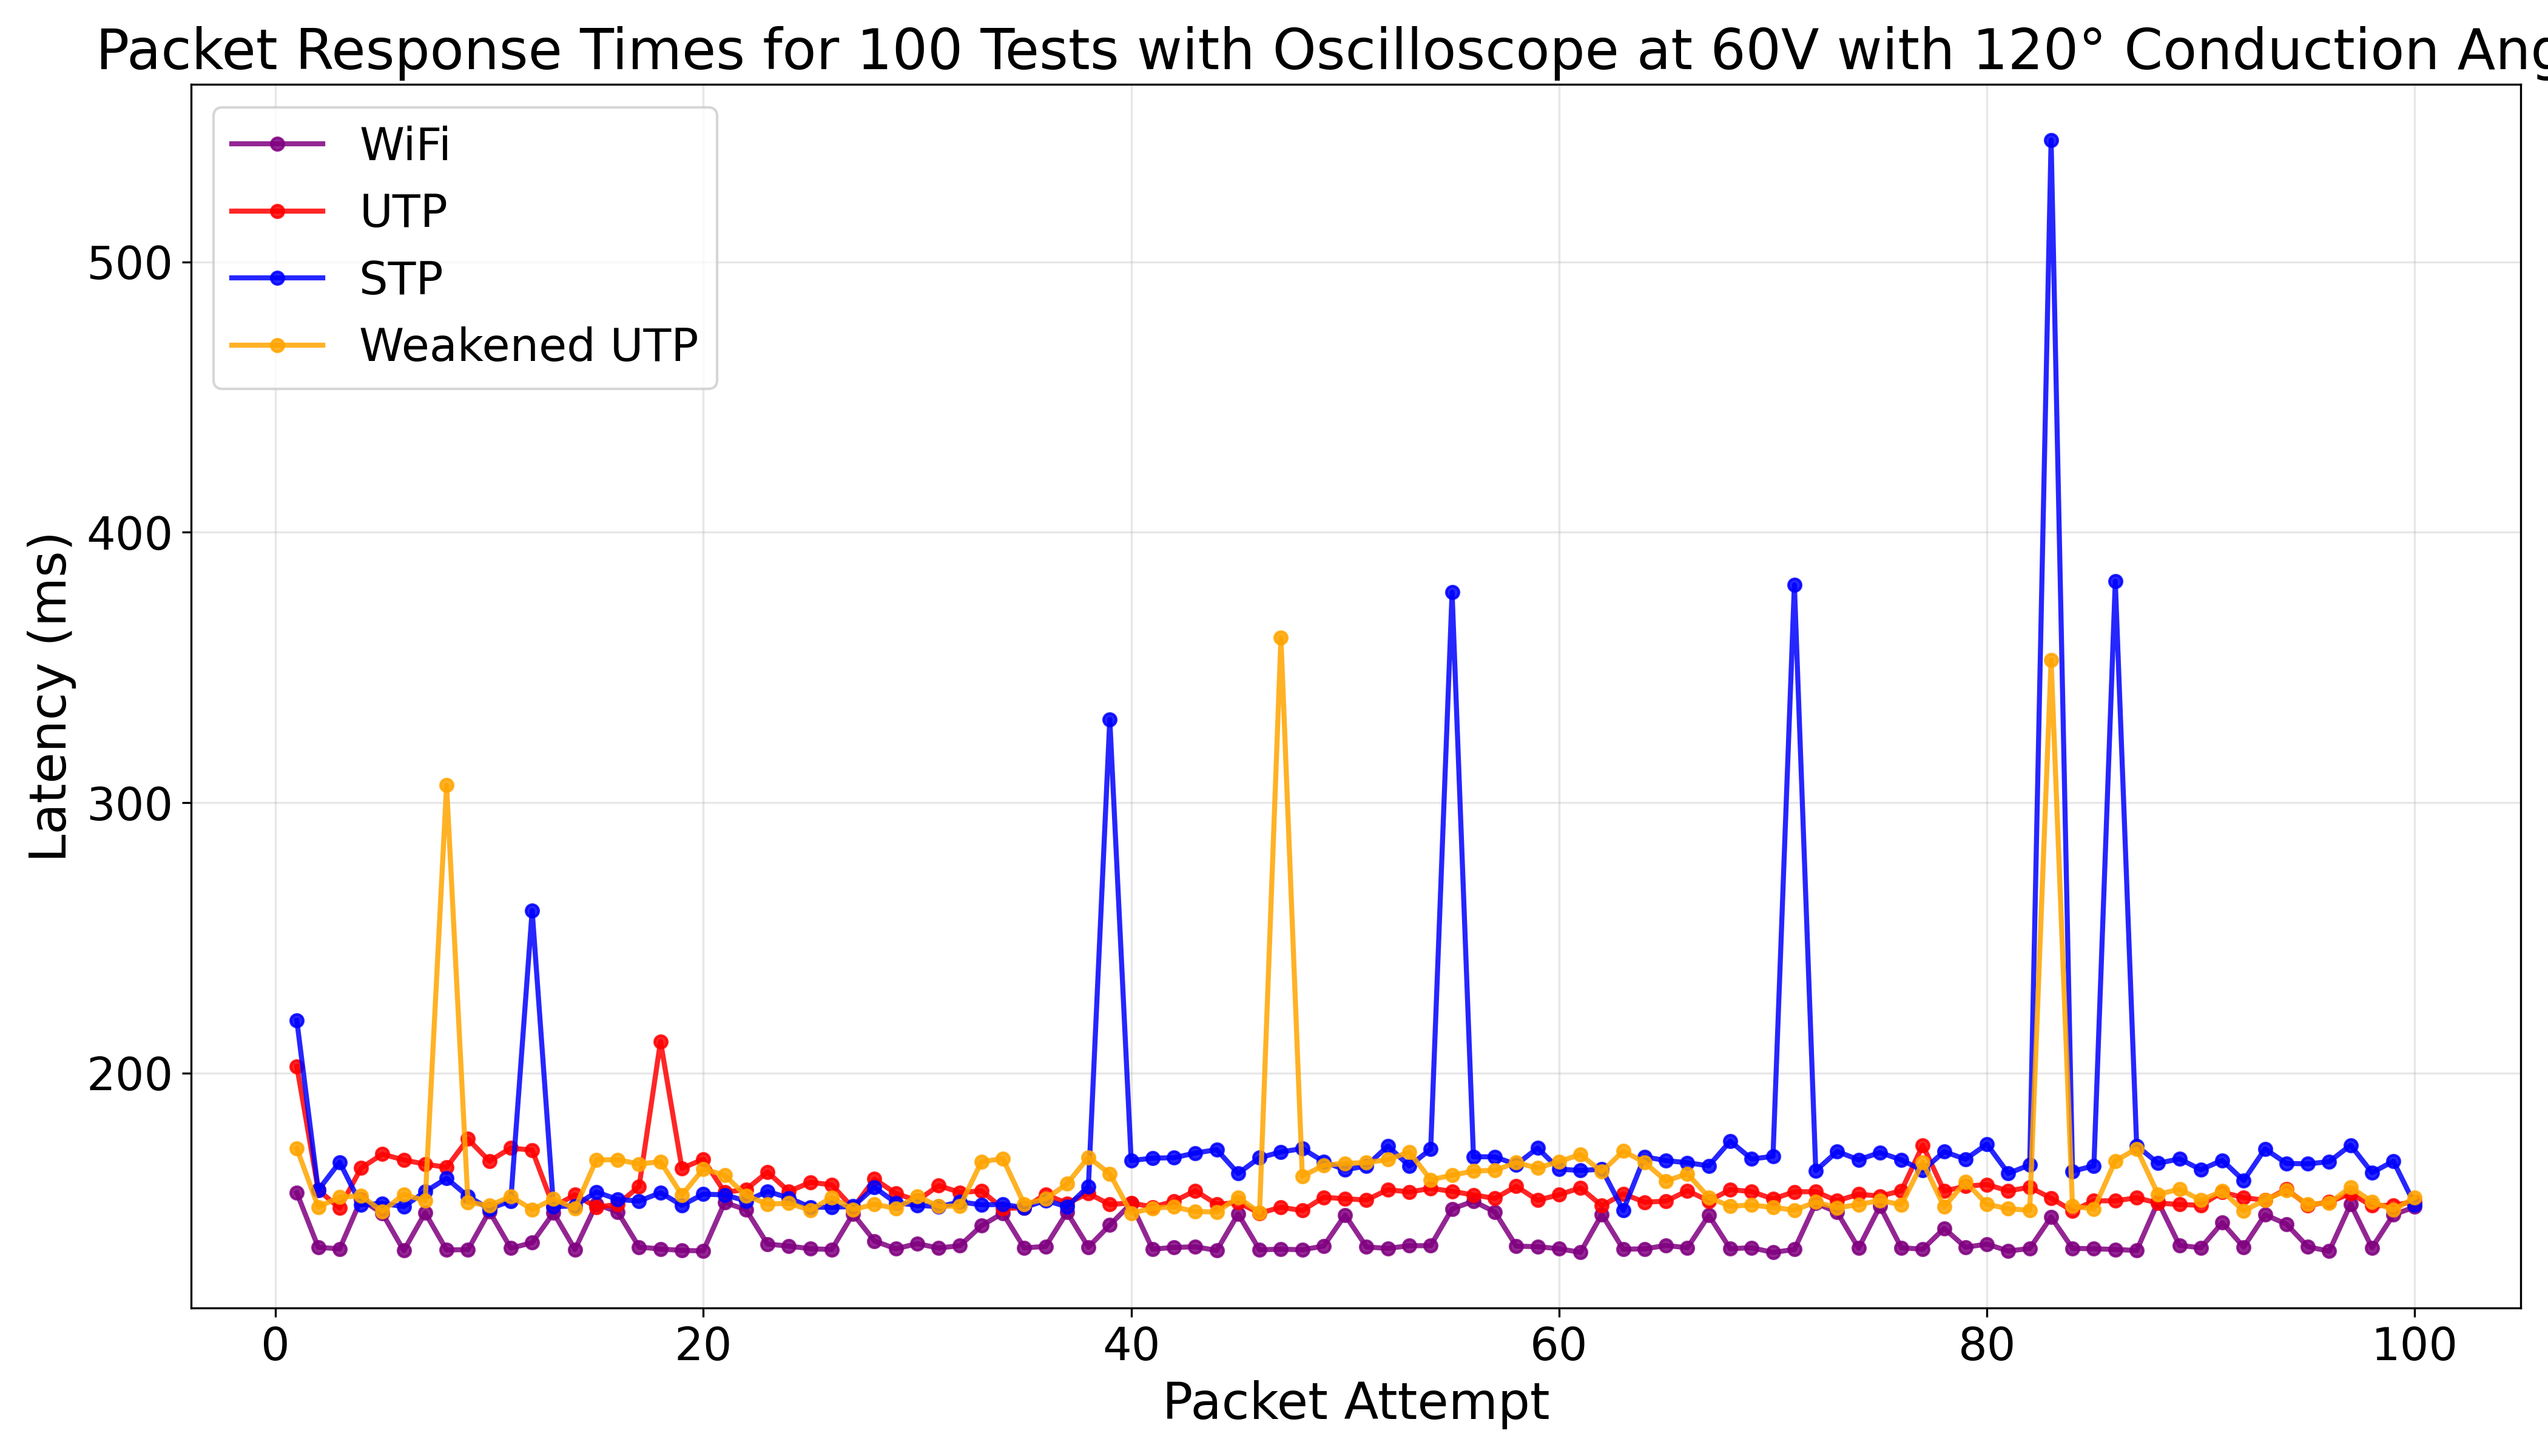 Packet Response Times for 100 Tests with Oscilloscope at 60V with 120° Conduction Ang
WiFi
UTP
STP
Weakened UTP
Latency (ms)
500
400
300
200
0 20 40 60 80 100
Packet Attempt